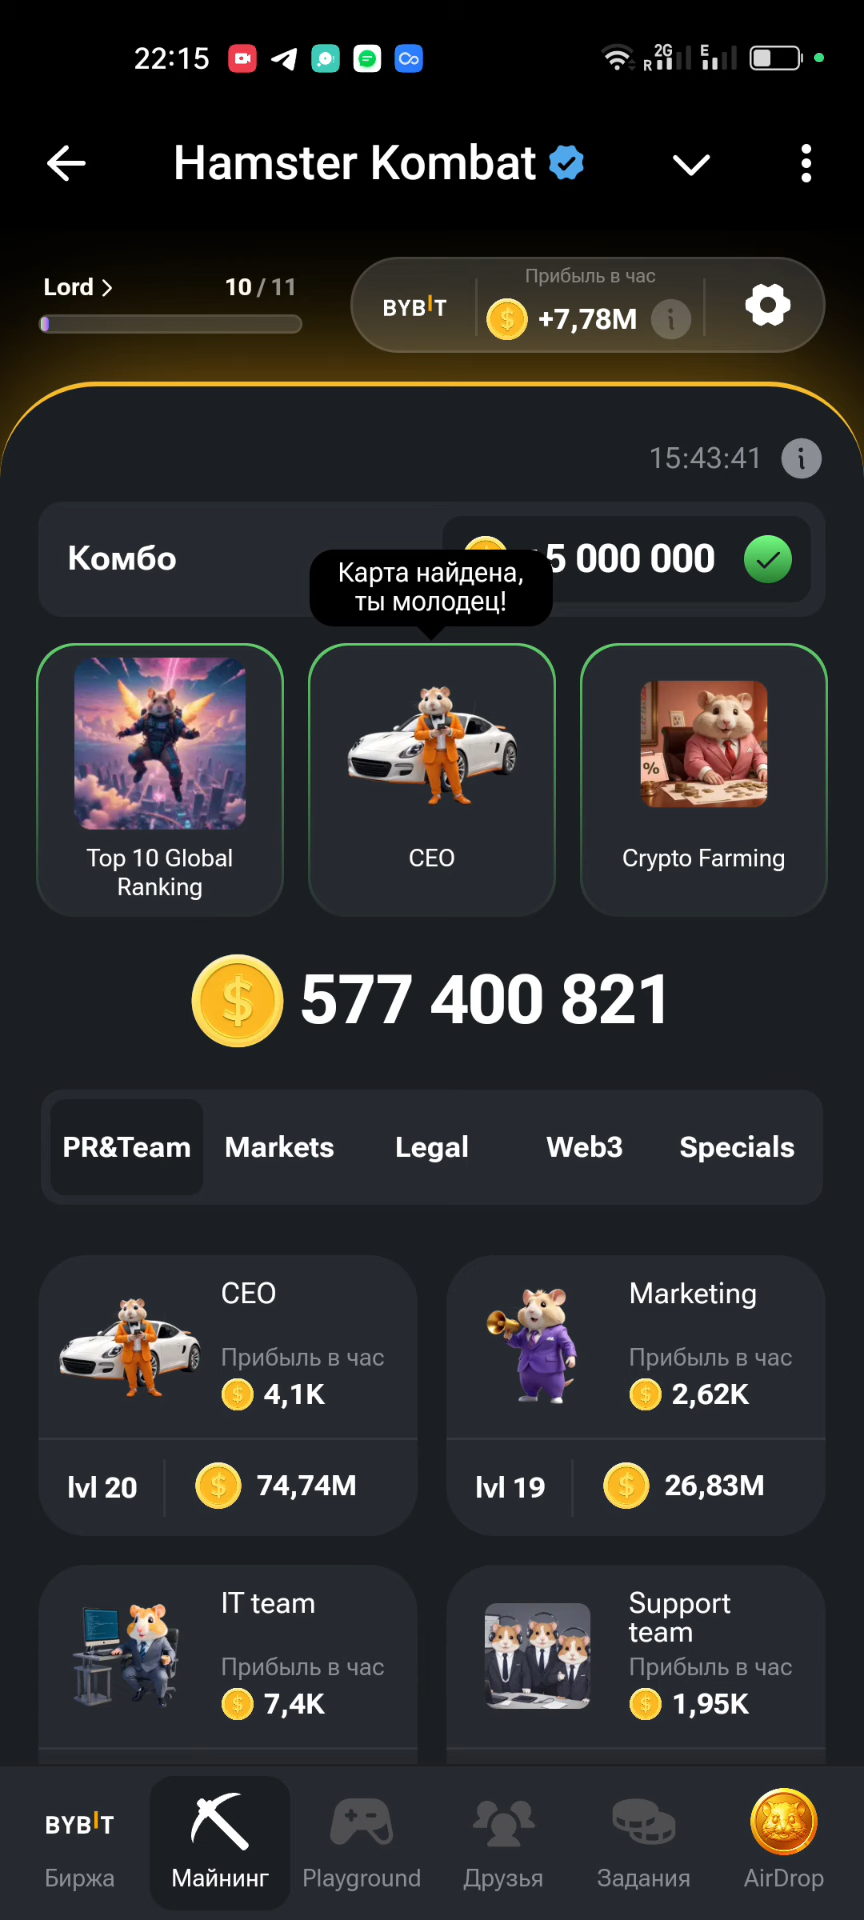 22:15
2G
R
E
Hamster Kombat
Lord
10 / 11
BYBIT
Прибыль в час
+7,78M
15:43:41
Комбо
5 000 000
Карта найдена,
ты молодец!
%
Top 10 Global
Ranking
CEO
Crypto Farming
577 400 821
PR&Team
Markets
Legal
Web3
Specials
CEO
Прибыль в час
4,1K
lvl 20
74,74M
Marketing
Прибыль в час
2,62K
lvl 19
26,83M
IT team
Прибыль в час
7,4K
Support
team
Прибыль в час
1,95K
BYBIT
Биржа
Майнинг
Playground
Друзья
Задания
AirDrop